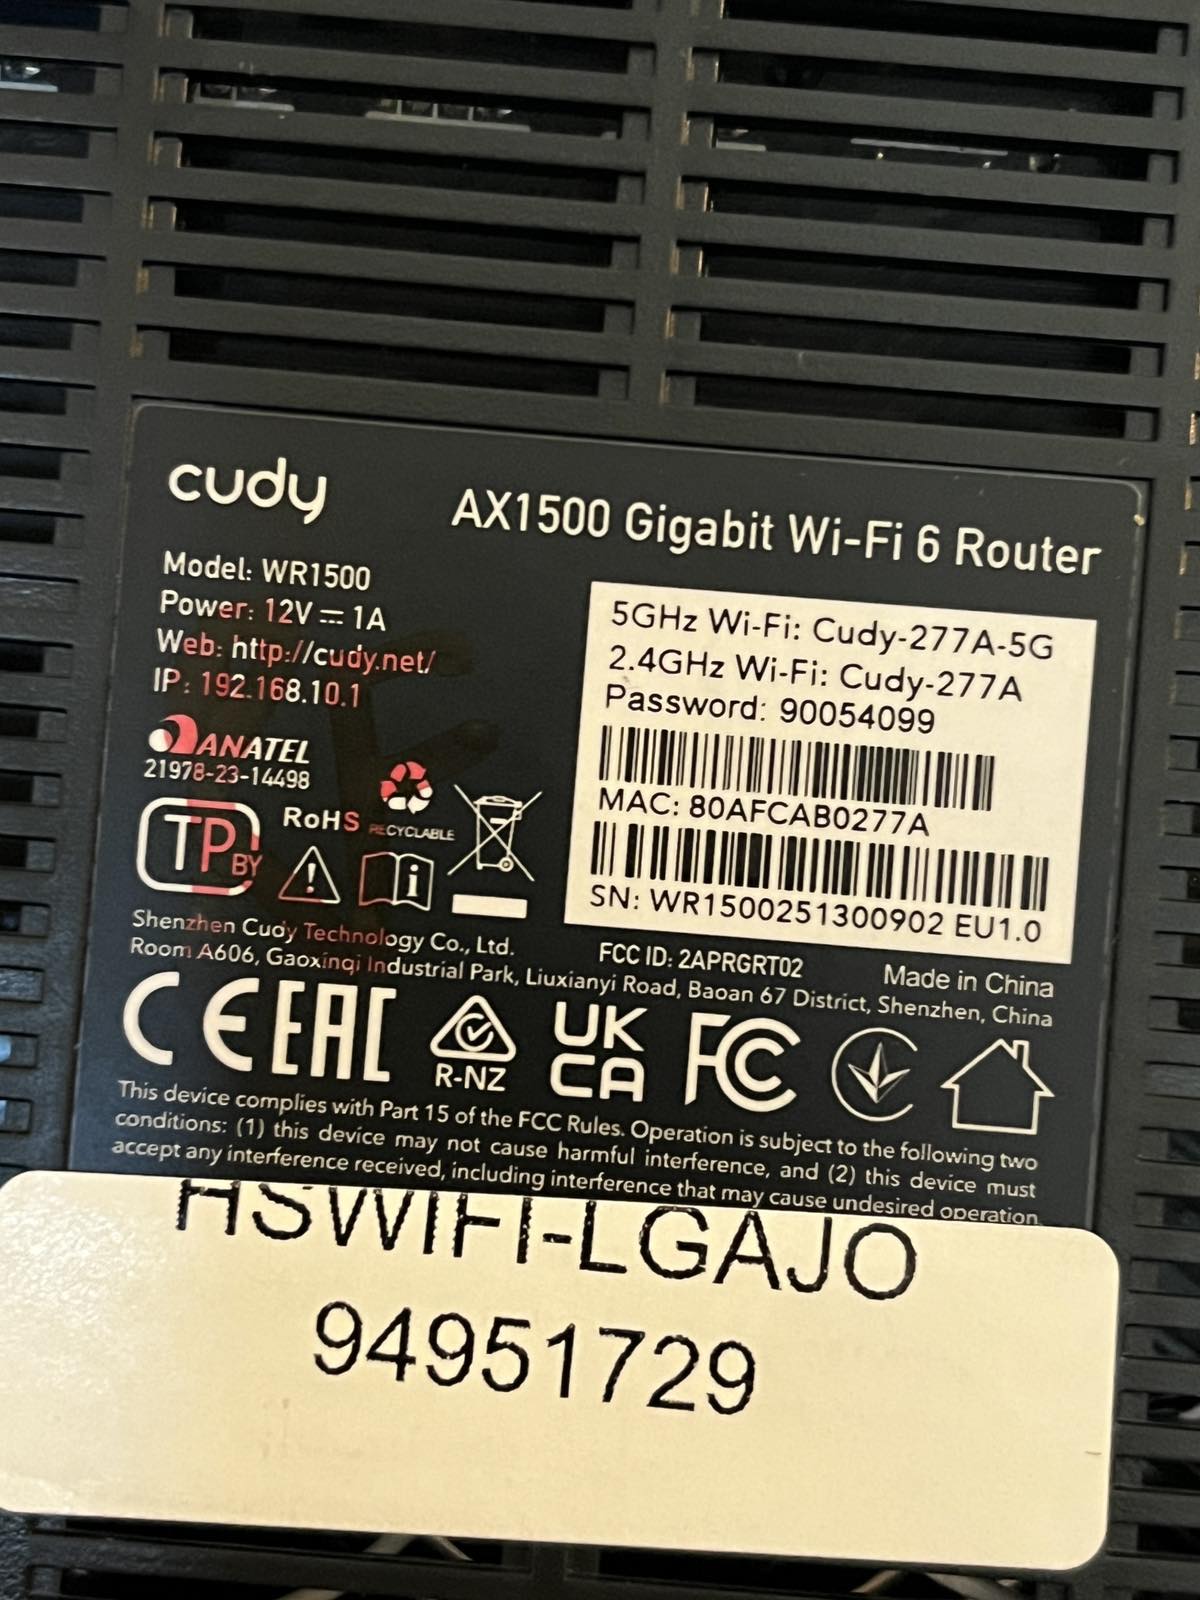 cudy
AX1500 Gigabit Wi-Fi 6 Router
Model: WR1500
Power: 12V ⎓ 1A
Web: http://cudy.net/
IP: 192.168.10.1
5GHz Wi-Fi: Cudy-277A-5G
2.4GHz Wi-Fi: Cudy-277A
Password: 90054099
MAC: 80AFCAB0277A
SN: WR1500251300902 EU1.0
ANATEL
21978-23-14498
TP BY
RoHS
RECYCLABLE
Shenzhen Cudy Technology Co., Ltd.
FCC ID: 2APRGRT02
Made in China
Room A606, Gaoxinqi Industrial Park, Liuxianyi Road, Baoan 67 District, Shenzhen, China
CE EAC R-NZ UK CA FC
This device complies with Part 15 of the FCC Rules. Operation is subject to the following two
conditions: (1) this device may not cause harmful interference, and (2) this device must
accept any interference received, including interference that may cause undesired operation
HSWIFI-LGAJO
94951729